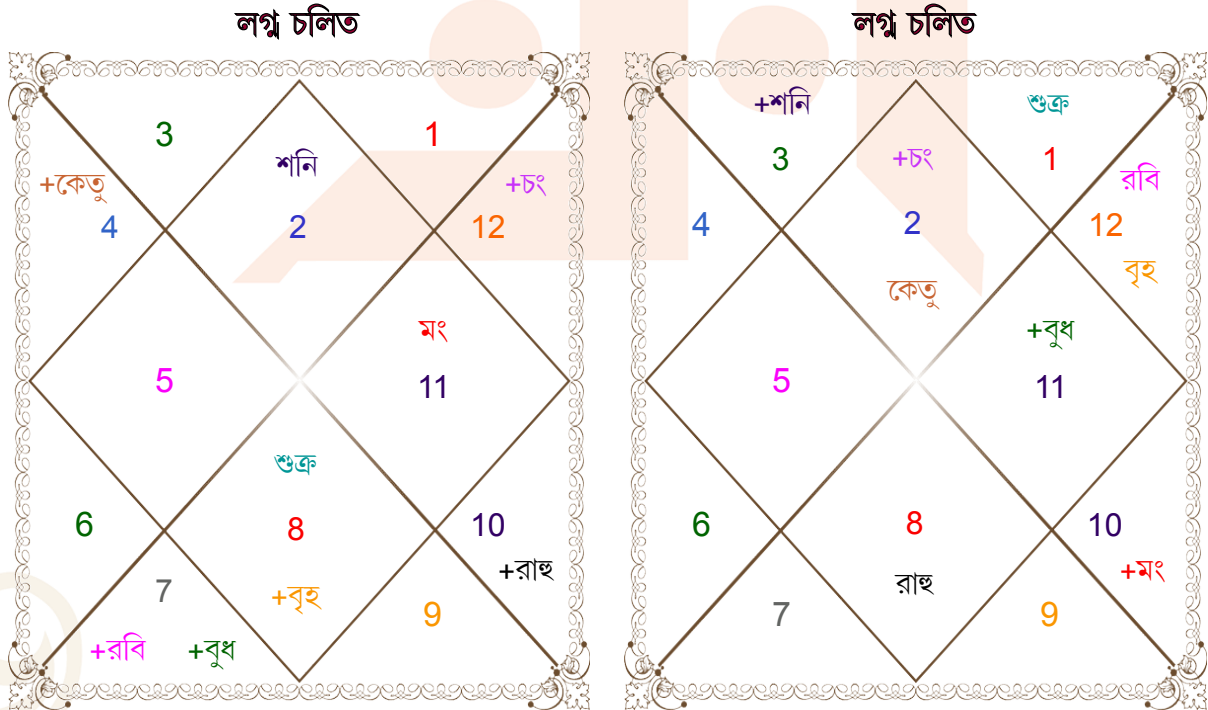 লগ্ন চলিত
3
1
শনি
+কেতু
+চং
4
2
12
মং
5
11
শুক্র
6
8
10
+রাহু
7
+বৃহ
9
+রবি +বুধ
লগ্ন চলিত
+শনি
শুক্র
3
+চং
1
রবি
4
2
12
বৃহ
কেতু
+বুধ
5
11
6
8
10
+মং
রাহু
7
9